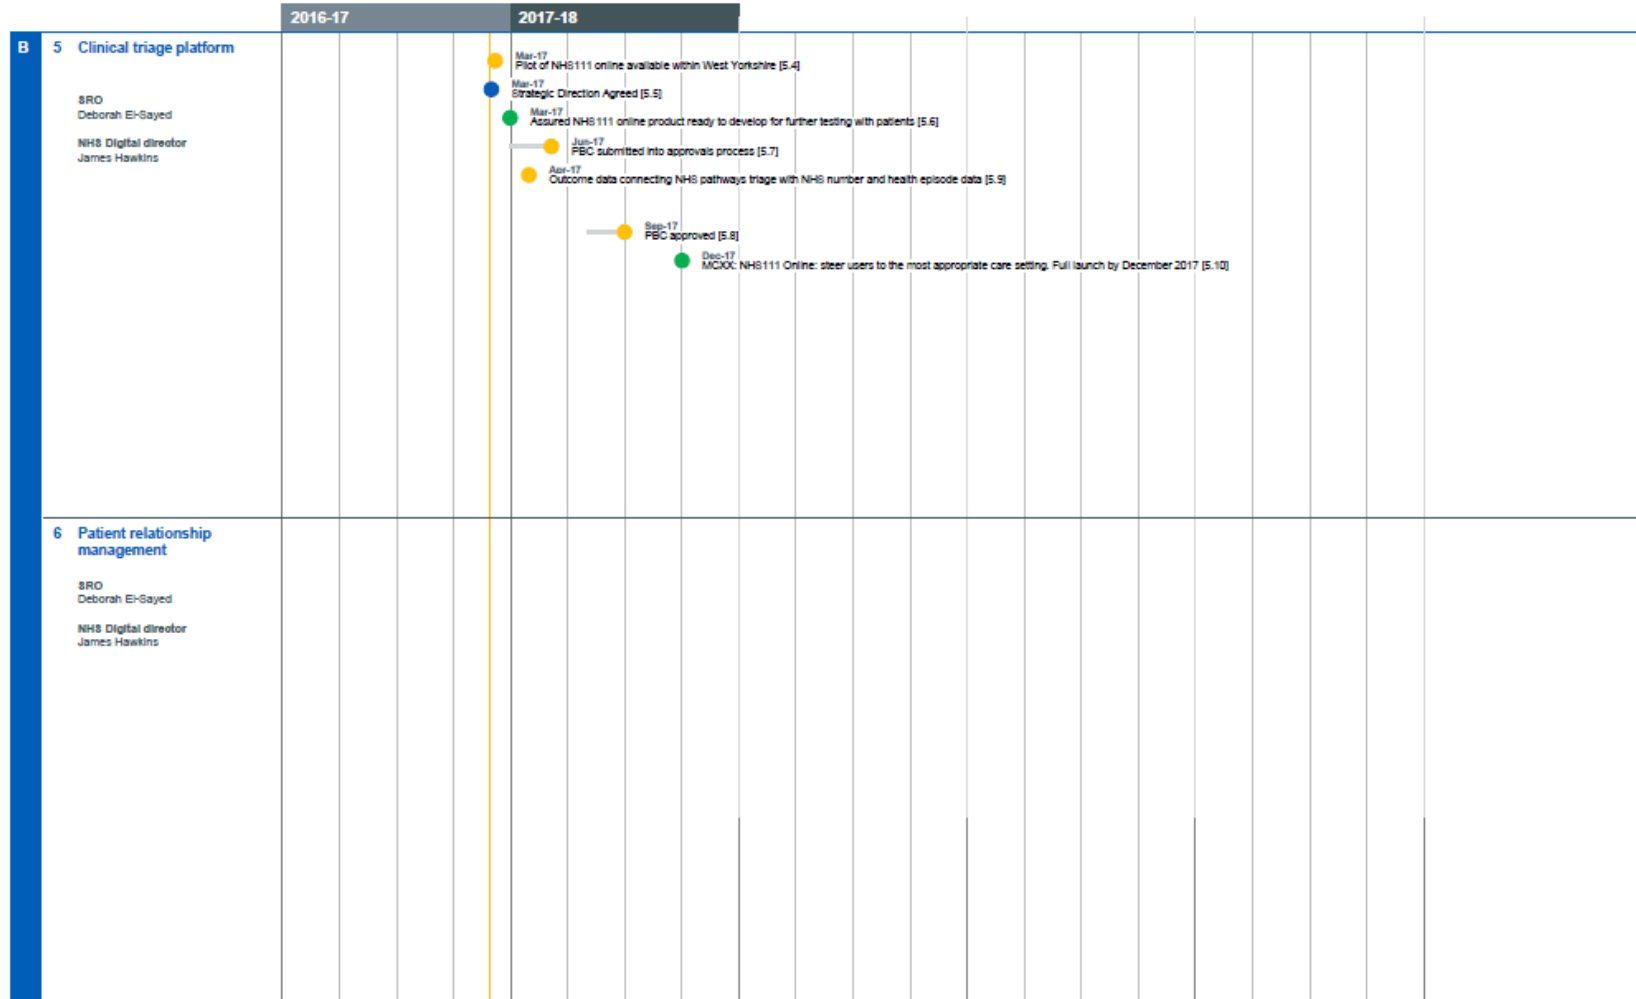 2016-17
2017-18
B
5 Clinical triage platform
SRO
Deborah El-Sayed
NHS Digital director
James Hawkins
Mar-17
Pilot of NHS111 online available within West Yorkshire [5.4]
Mar-17
Strategic Direction Agreed [5.5]
Mar-17
Assured NHS111 online product ready to develop for further testing with patients [5.6]
Jun-17
PBC submitted into approvals process [5.7]
Apr-17
Outcome data connecting NHS pathways triage with NHS number and health episode data [5.9]
Sep-17
PBC approved [5.8]
Dec-17
MCXX: NHS111 Online: steer users to the most appropriate care setting. Full launch by December 2017 [5.10]
6 Patient relationship
management
SRO
Deborah El-Sayed
NHS Digital director
James Hawkins